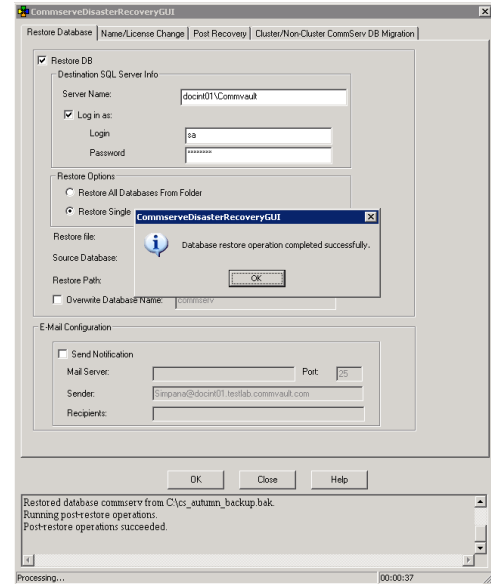 CommserveDisasterRecoveryGUI
Restore Database
Name/License Change
Post Recovery
Cluster/Non-Cluster CommServ DB Migration
Restore DB
Destination SQL Server Info
Server Name:
docint01\Commvault
Log in as:
Login
sa
Password
********
Restore Options
Restore All Databases From Folder
Restore Single
CommserveDisasterRecoveryGUI
Database restore operation completed successfully.
OK
Restore file:
Source Database:
Restore Path:
Overwrite Database Name:
commserv
E-Mail Configuration
Send Notification
Mail Server:
Port:
25
Sender:
Simpana@docint01.testlab.commvault.com
Recipients:
OK
Close
Help
Restored database commserv from C:\cs_autumn_backup.bak.
Running post-restore operations.
Post-restore operations succeeded.
Processing...
00:00:37